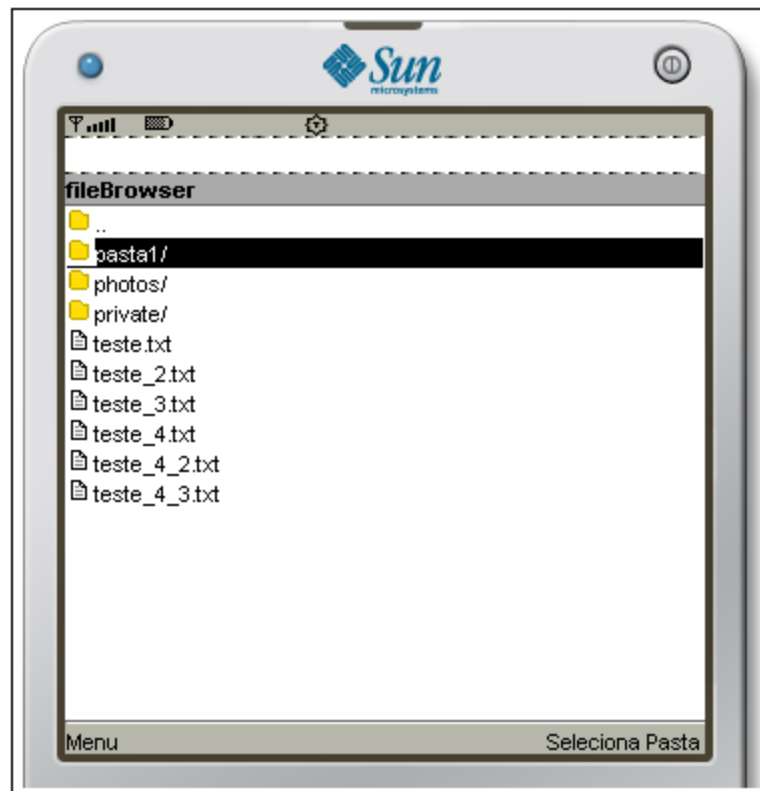 Sun
microsystems
fileBrowser
..
pasta1/
photos/
private/
teste.txt
teste_2.txt
teste_3.txt
teste_4.txt
teste_4_2.txt
teste_4_3.txt
Menu Seleciona Pasta